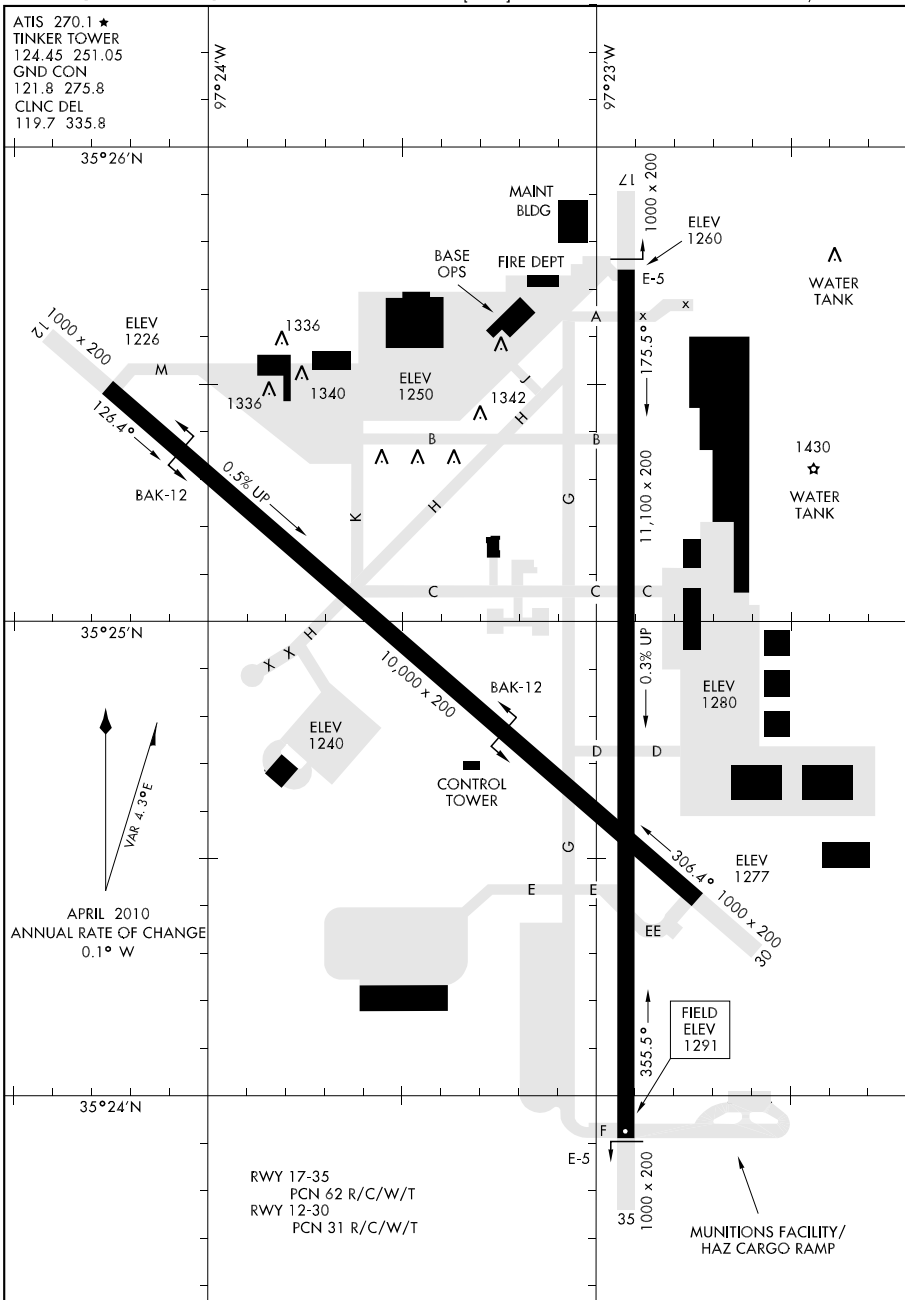 ATIS 270.1 ★
TINKER TOWER
124.45 251.05
GND CON
121.8 275.8
CLNC DEL
119.7 335.8
97°24'W
97°23'W
35°26'N
17
1000 x 200
MAINT
BLDG
ELEV
1260
BASE
OPS
FIRE DEPT
E-5
WATER
TANK
1000 x 200
12
ELEV
1226
1336
A
x
x
175.5°
M
1336
1340
ELEV
1250
J
1342
H
126.4°
B
B
BAK-12
0.5% UP
1430
WATER
TANK
K
H
G
11,100 x 200
C
C
C
35°25'N
H
X
X
10,000 x 200
0.3% UP
BAK-12
ELEV
1280
ELEV
1240
D
D
VAR 4.3°E
CONTROL
TOWER
G
306.4°
ELEV
1277
E
E
1000 x 200
30
EE
APRIL 2010
ANNUAL RATE OF CHANGE
0.1° W
355.5°
FIELD
ELEV
1291
35°24'N
F
E-5
1000 x 200
35
RWY 17-35
PCN 62 R/C/W/T
RWY 12-30
PCN 31 R/C/W/T
MUNITIONS FACILITY/
HAZ CARGO RAMP